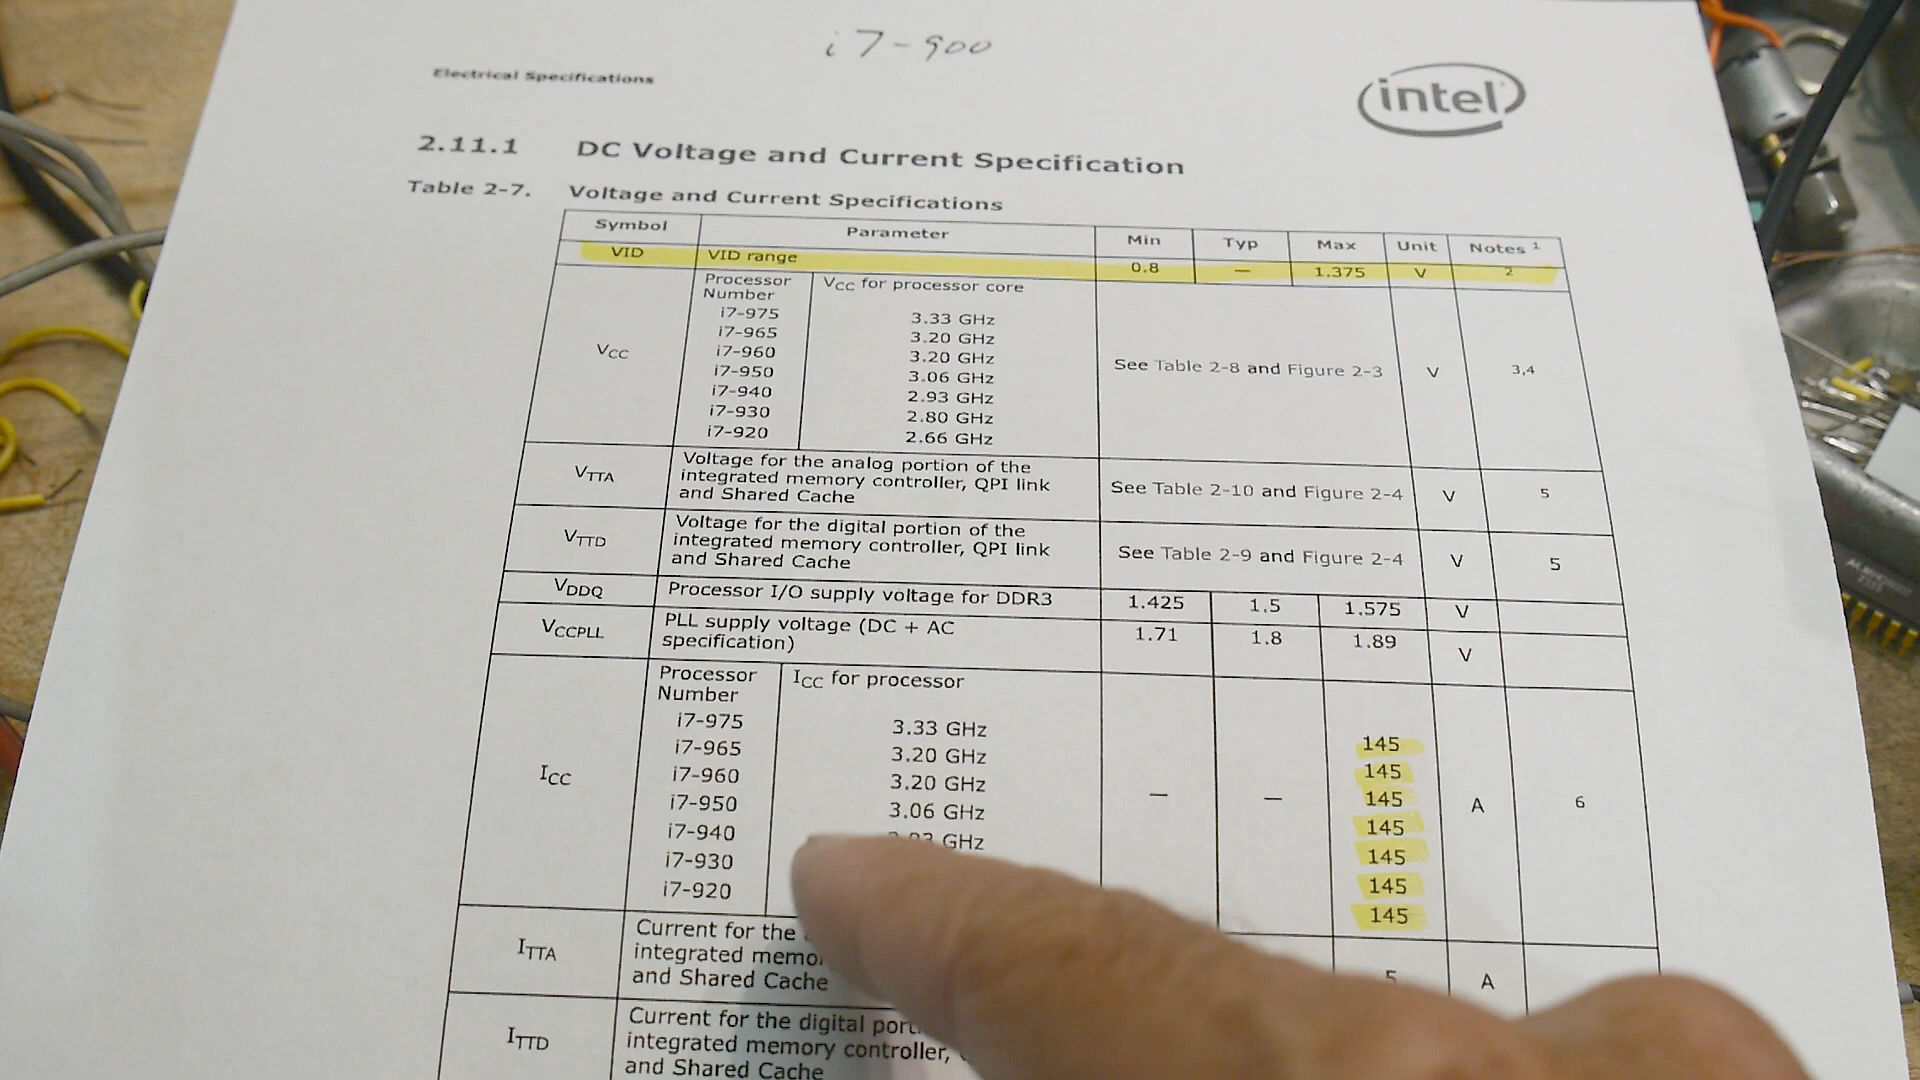 i7-900
Electrical Specifications
intel
2.11.1 DC Voltage and Current Specification
Table 2-7. Voltage and Current Specifications
Symbol Parameter Min Typ Max Unit Notes 1
VID VID range 0.8 — 1.375 V 2
Processor Number VCC for processor core
VCC
i7-975 3.33 GHz
i7-965 3.20 GHz
i7-960 3.20 GHz
i7-950 3.06 GHz
i7-940 2.93 GHz
i7-930 2.80 GHz
i7-920 2.66 GHz
See Table 2-8 and Figure 2-3 V 3,4
VTTA
Voltage for the analog portion of the
integrated memory controller, QPI link
and Shared Cache
See Table 2-10 and Figure 2-4 V 5
VTTD
Voltage for the digital portion of the
integrated memory controller, QPI link
and Shared Cache
See Table 2-9 and Figure 2-4 V 5
VDDQ Processor I/O supply voltage for DDR3 1.425 1.5 1.575 V
VCCPLL
PLL supply voltage (DC + AC
specification)
1.71 1.8 1.89 V
ICC
Processor Number ICC for processor
i7-975 3.33 GHz 145
i7-965 3.20 GHz 145
i7-960 3.20 GHz 145
i7-950 3.06 GHz 145
i7-940 GHz 145
i7-930 145
i7-920 145
— — A 6
ITTA
Current for the
integrated
and Shared Cache
5 A
ITTD
Current for the digital
integrated memory controller,
and Shared Cache